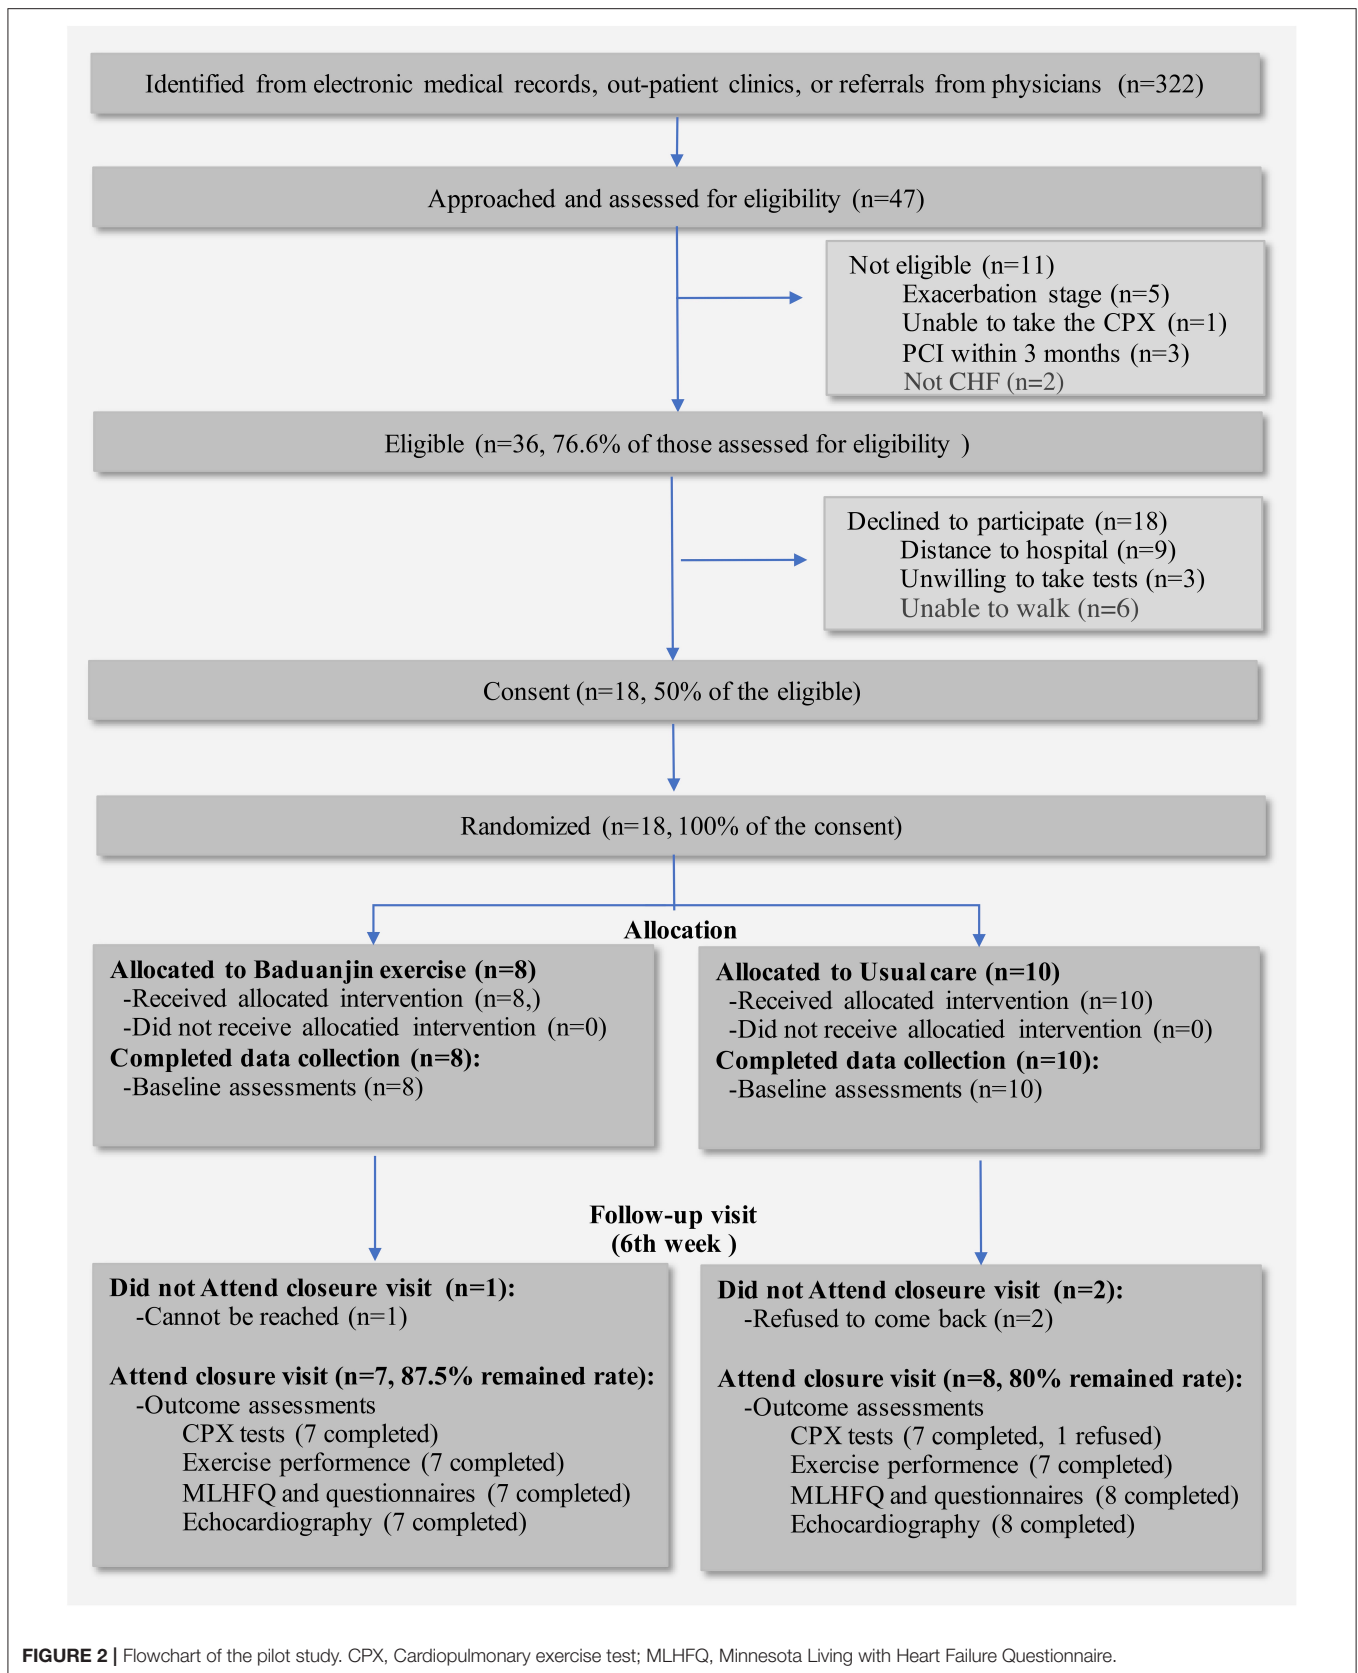 Identified from electronic medical records, out-patient clinics, or referrals from physicians (n=322)
Approached and assessed for eligibility (n=47)
Not eligible (n=11)
Exacerbation stage (n=5)
Unable to take the CPX (n=1)
PCI within 3 months (n=3)
Not CHF (n=2)
Eligible (n=36, 76.6% of those assessed for eligibility )
Declined to participate (n=18)
Distance to hospital (n=9)
Unwilling to take tests (n=3)
Unable to walk (n=6)
Consent (n=18, 50% of the eligible)
Randomized (n=18, 100% of the consent)
Allocation
Allocated to Baduanjin exercise (n=8)
-Received allocated intervention (n=8,)
-Did not receive allocatied intervention (n=0)
Completed data collection (n=8):
-Baseline assessments (n=8)
Allocated to Usual care (n=10)
-Received allocated intervention (n=10)
-Did not receive allocatied intervention (n=0)
Completed data collection (n=10):
-Baseline assessments (n=10)
Follow-up visit
(6th week )
Did not Attend closeure visit (n=1):
-Cannot be reached (n=1)
Attend closure visit (n=7, 87.5% remained rate):
-Outcome assessments
CPX tests (7 completed)
Exercise performence (7 completed)
MLHFQ and questionnaires (7 completed)
Echocardiography (7 completed)
Did not Attend closeure visit (n=2):
-Refused to come back (n=2)
Attend closure visit (n=8, 80% remained rate):
-Outcome assessments
CPX tests (7 completed, 1 refused)
Exercise performence (7 completed)
MLHFQ and questionnaires (8 completed)
Echocardiography (8 completed)
FIGURE 2 | Flowchart of the pilot study. CPX, Cardiopulmonary exercise test; MLHFQ, Minnesota Living with Heart Failure Questionnaire.